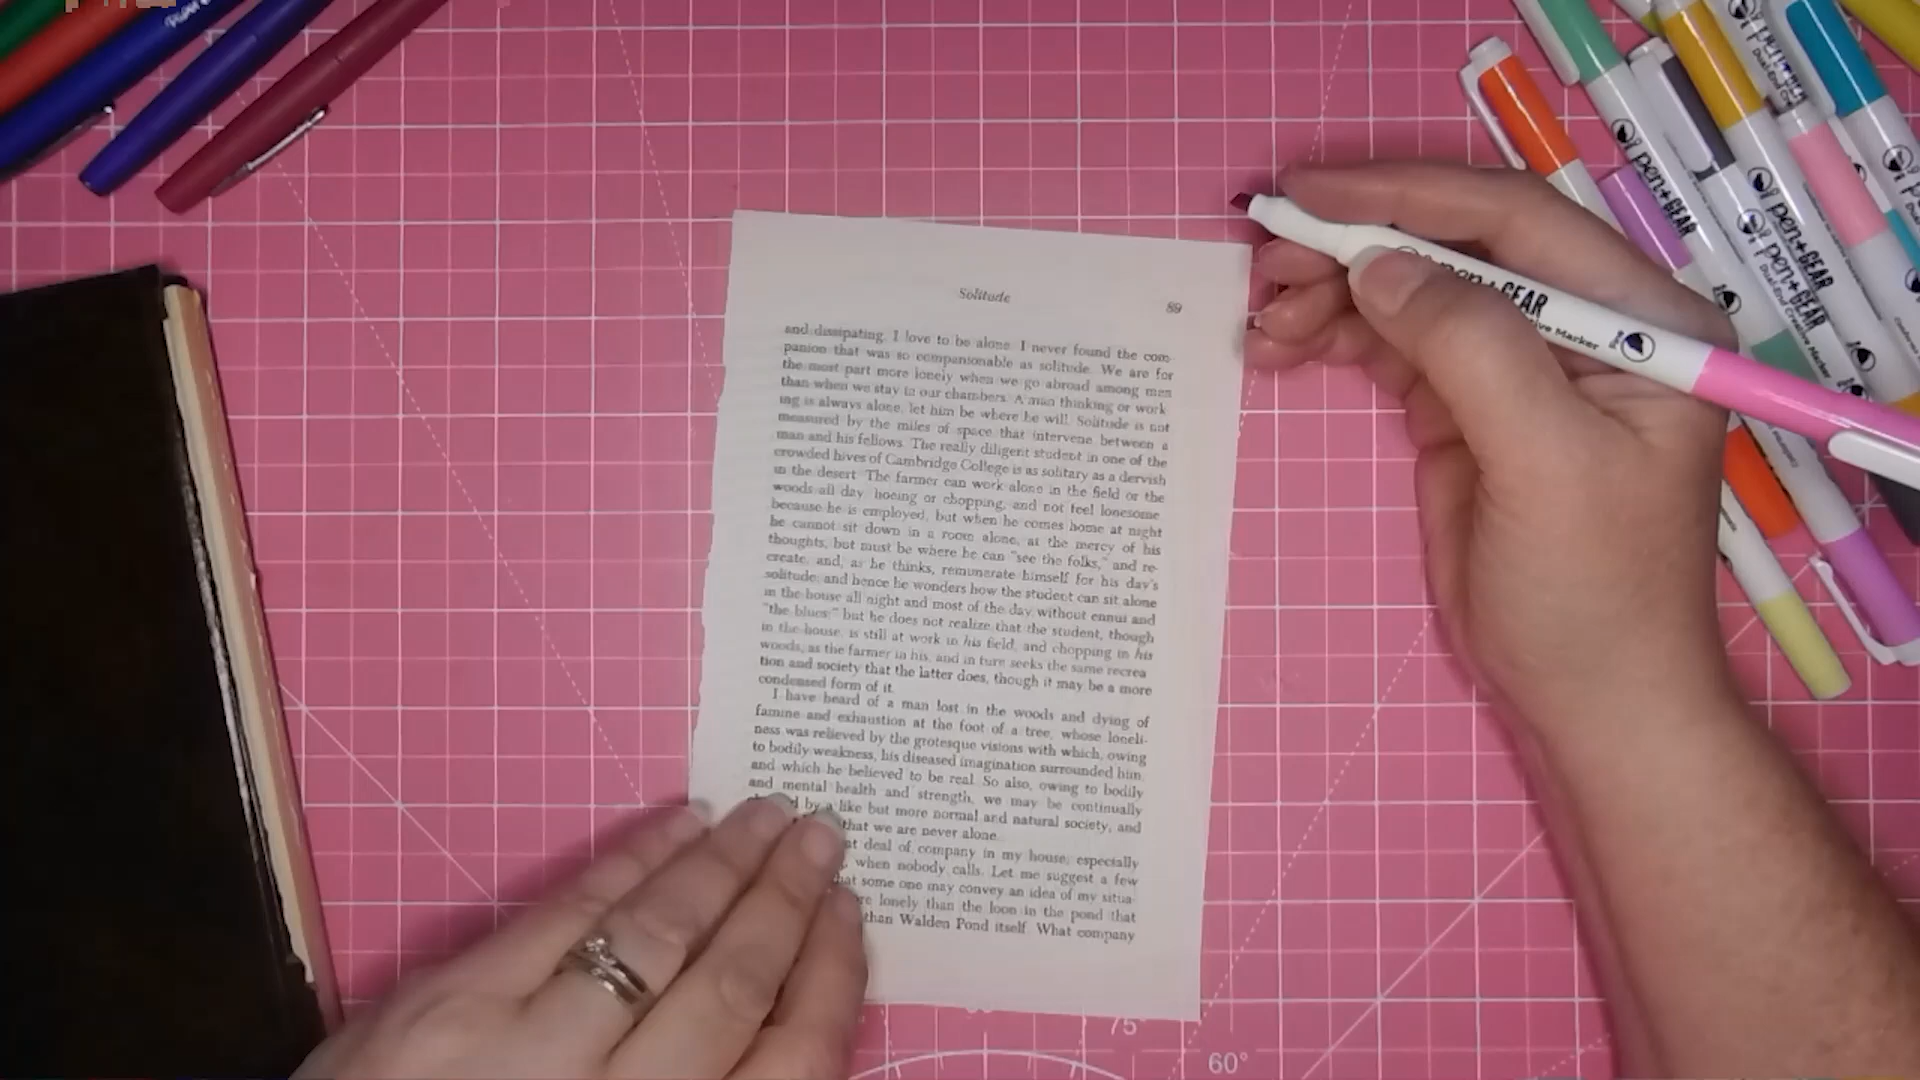 Solitude
89
and dissipating. I love to be alone. I never found the com-
panion that was so companionable as solitude. We are for
the most part more lonely when we go abroad among men
than when we stay in our chambers. A man thinking or work
ing is always alone, let him be where he will. Solitude is not
measured by the miles of space that intervene between a
man and his fellows. The really diligent student in one of the
crowded hives of Cambridge College is as solitary as a dervish
in the desert. The farmer can work alone in the field or the
woods all day, hoeing or chopping, and not feel lonesome
because he is employed, but when he comes home at night
he cannot sit down in a room alone, at the mercy of his
thoughts, but must be where he can "see the folks," and re-
create, and, as he thinks, remunerate himself for his day's
solitude; and hence he wonders how the student can sit alone
in the house all night and most of the day without ennui and
"the blues;" but he does not realize that the student, though
in the house, is still at work in his field, and chopping in his
woods, as the farmer in his, and in turn seeks the same recrea
tion and society that the latter does, though it may be a more
condensed form of it.
I have heard of a man lost in the woods and dying of
famine and exhaustion at the foot of a tree, whose loneli-
ness was relieved by the grotesque visions with which, owing
to bodily weakness, his diseased imagination surrounded him,
and which he believed to be real. So also, owing to bodily
and mental health and strength, we may be continually
by a like but more normal and natural society, and
that we are never alone.
deal of company in my house; especially
when nobody calls. Let me suggest a few
some one may convey an idea of my situa-
lonely than the loon in the pond that
than Walden Pond itself. What company
pen+GEAR
pen+GEAR
pen+GEAR
pen+GEAR
pen+GEAR
Marker
75°
60°